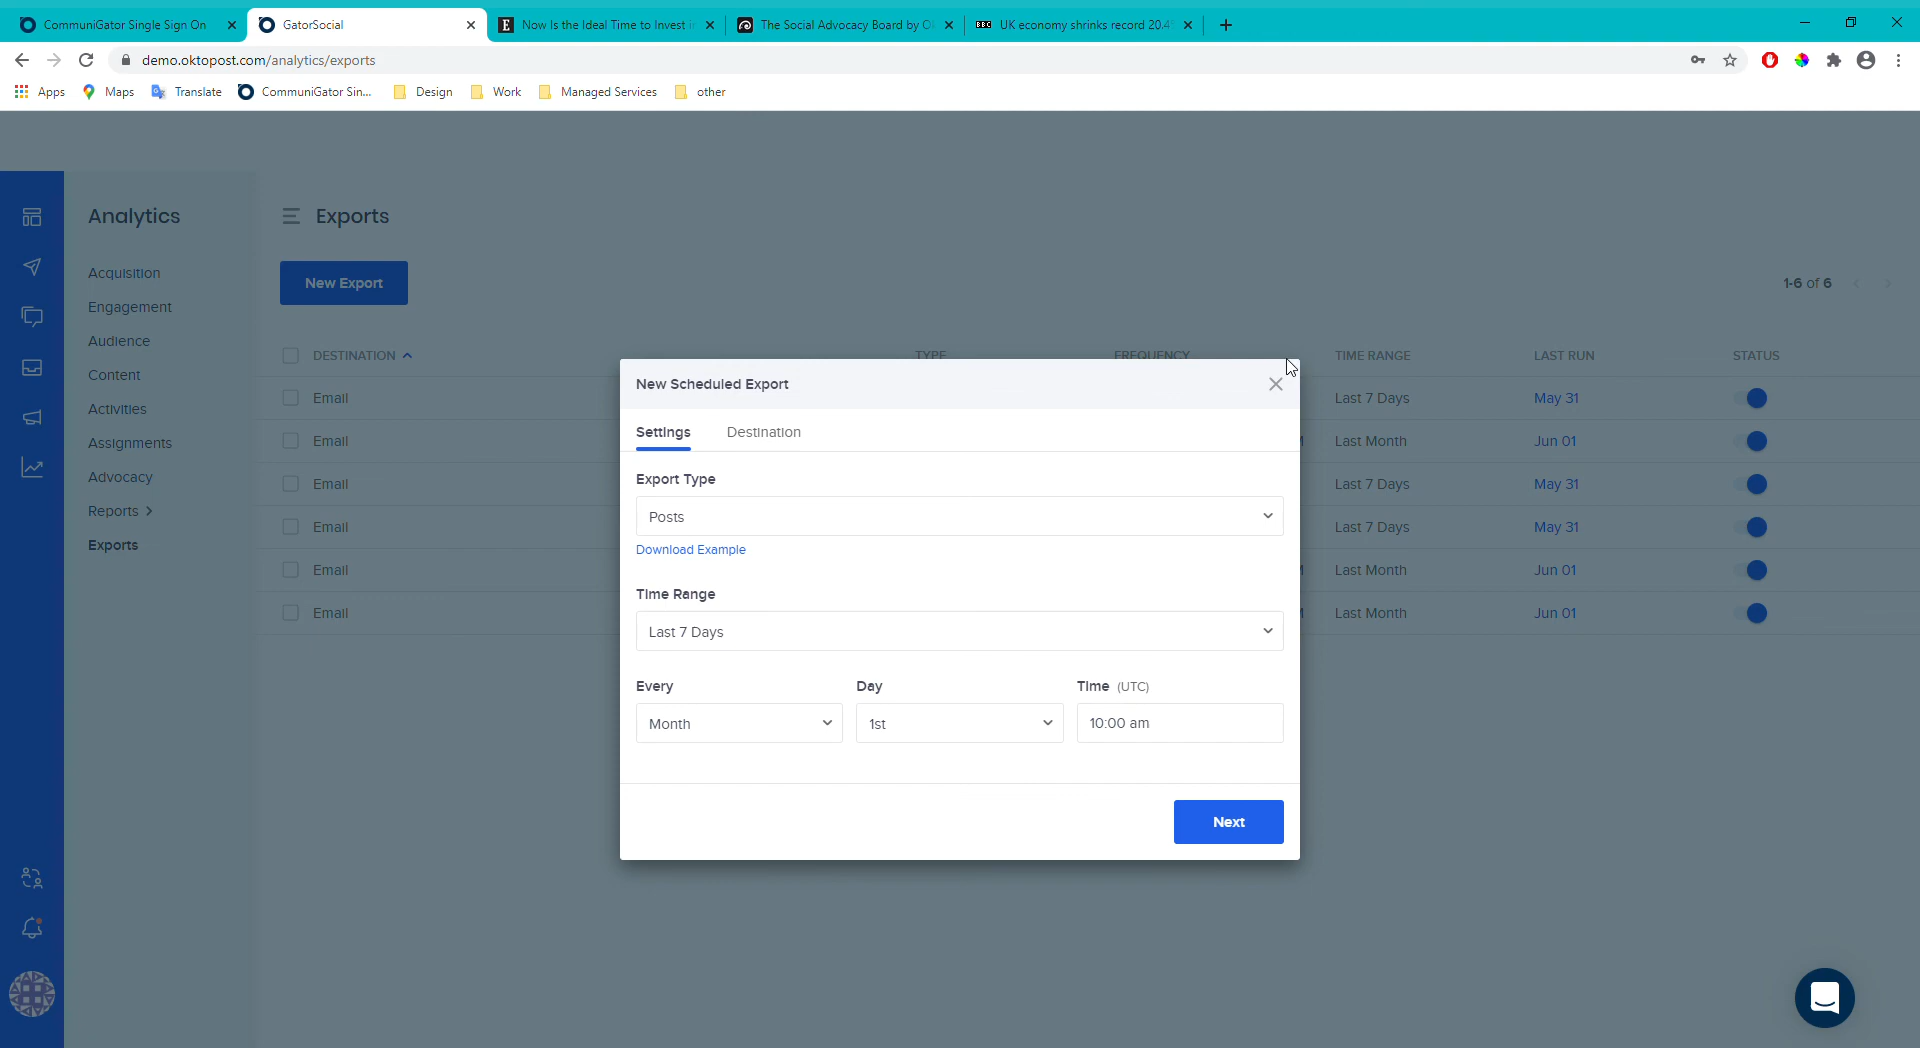 CommuniGator Single Sign On
GatorSocial
Now Is the Ideal Time to Invest in
The Social Advocacy Board by Ok
UK economy shrinks record 20.4%
demo.oktopost.com/analytics/exports
Apps
Maps
Translate
CommuniGator Sin...
Design
Work
Managed Services
other
Analytics
Acquisition
Engagement
Audience
Content
Activities
Assignments
Advocacy
Reports
Exports
Exports
New Export
1-6 of 6
DESTINATION TYPE FREQUENCY TIME RANGE LAST RUN STATUS
Email Last 7 Days May 31
Email Last Month Jun 01
Email Last 7 Days May 31
Email Last 7 Days May 31
Email Last Month Jun 01
Email Last Month Jun 01
New Scheduled Export
Settings Destination
Export Type
Posts
Download Example
Time Range
Last 7 Days
Every Day Time (UTC)
Month 1st 10:00 am
Next